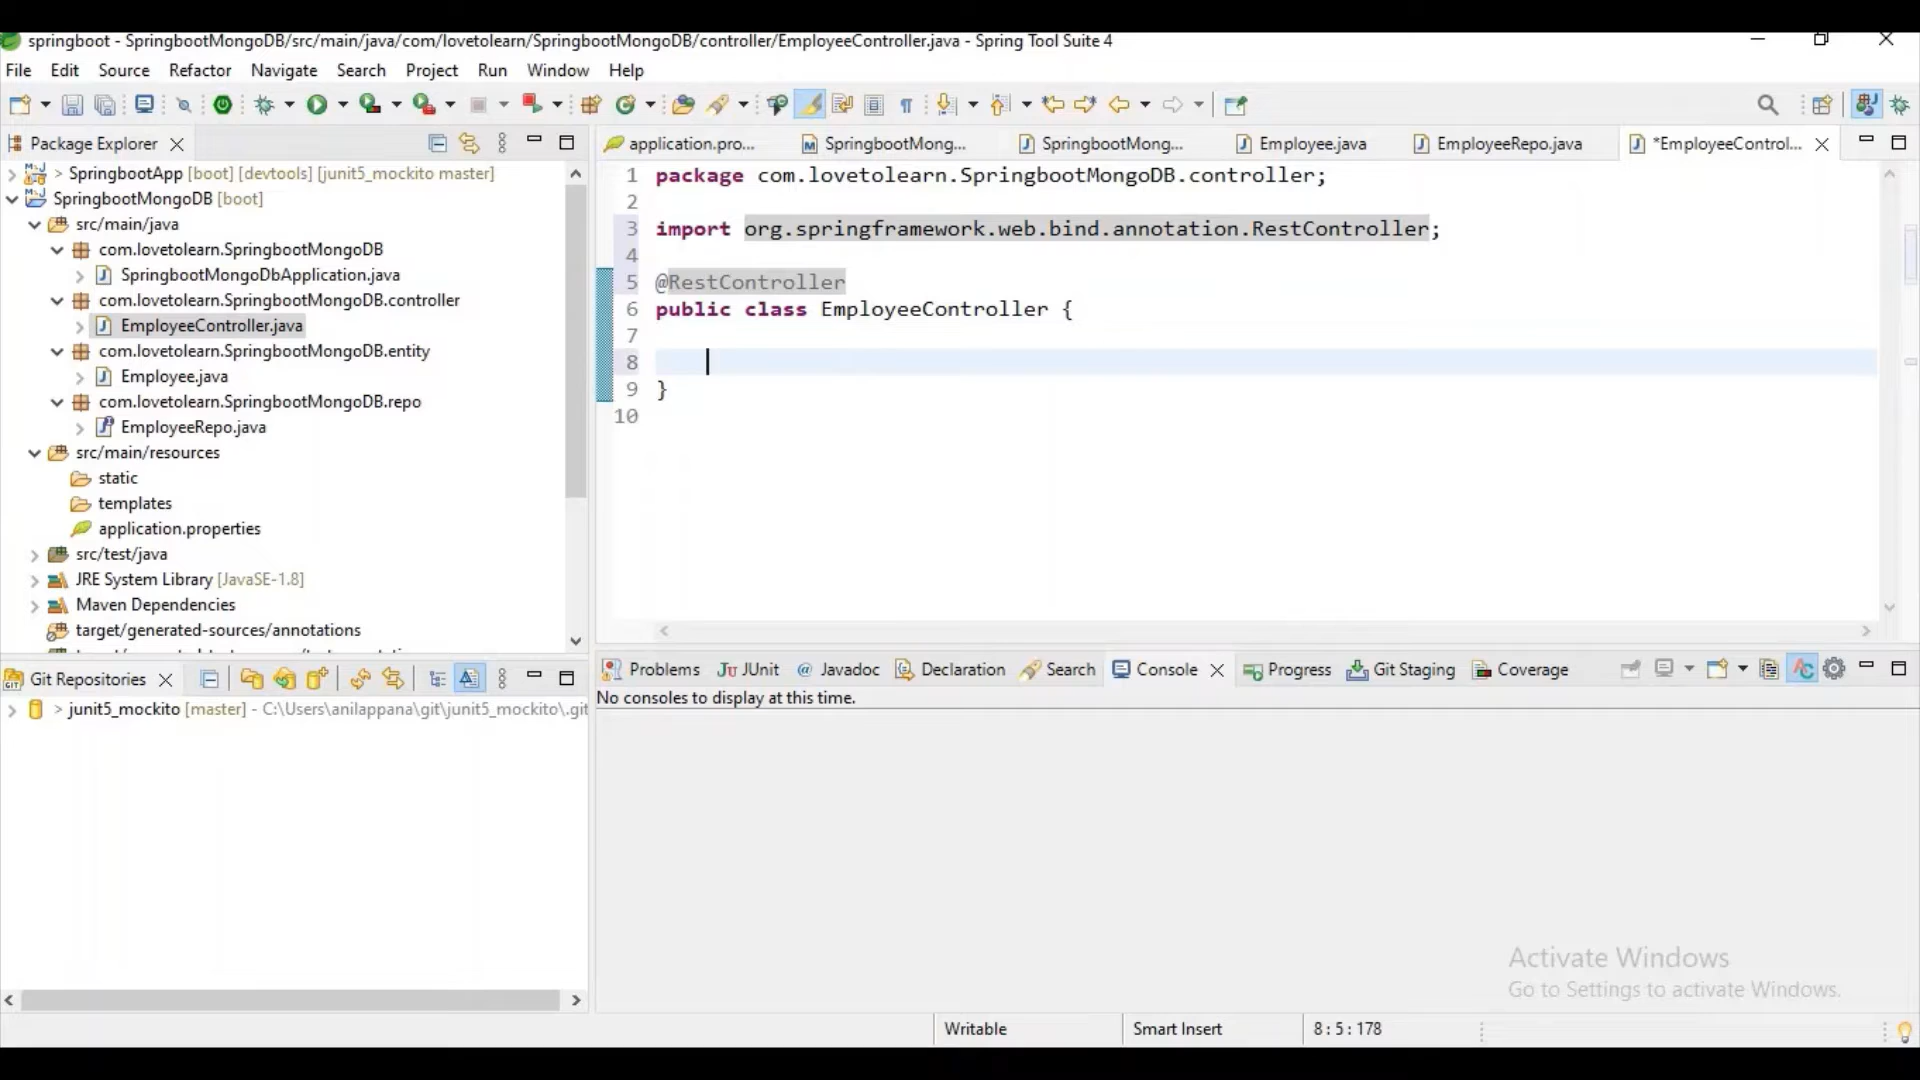 springboot - SpringbootMongoDB/src/main/java/com/lovetolearn/SpringbootMongoDB/controller/EmployeeController.java - Spring Tool Suite 4
File Edit Source Refactor Navigate Search Project Run Window Help
Package Explorer
> SpringbootApp [boot] [devtools] [junit5_mockito master]
SpringbootMongoDB [boot]
src/main/java
com.lovetolearn.SpringbootMongoDB
SpringbootMongoDbApplication.java
com.lovetolearn.SpringbootMongoDB.controller
EmployeeController.java
com.lovetolearn.SpringbootMongoDB.entity
Employee.java
com.lovetolearn.SpringbootMongoDB.repo
EmployeeRepo.java
src/main/resources
static
templates
application.properties
src/test/java
JRE System Library [JavaSE-1.8]
Maven Dependencies
target/generated-sources/annotations
Git Repositories
> junit5_mockito [master] - C:\Users\anilappana\git\junit5_mockito\.git
application.pro... SpringbootMong... SpringbootMong... Employee.java EmployeeRepo.java *EmployeeControl...
1 package com.lovetolearn.SpringbootMongoDB.controller;
2
3 import org.springframework.web.bind.annotation.RestController;
4
5 @RestController
6 public class EmployeeController {
7
8
9 }
10
Problems JUnit Javadoc Declaration Search Console Progress Git Staging Coverage
No consoles to display at this time.
Activate Windows
Go to Settings to activate Windows.
Writable Smart Insert 8 : 5 : 178